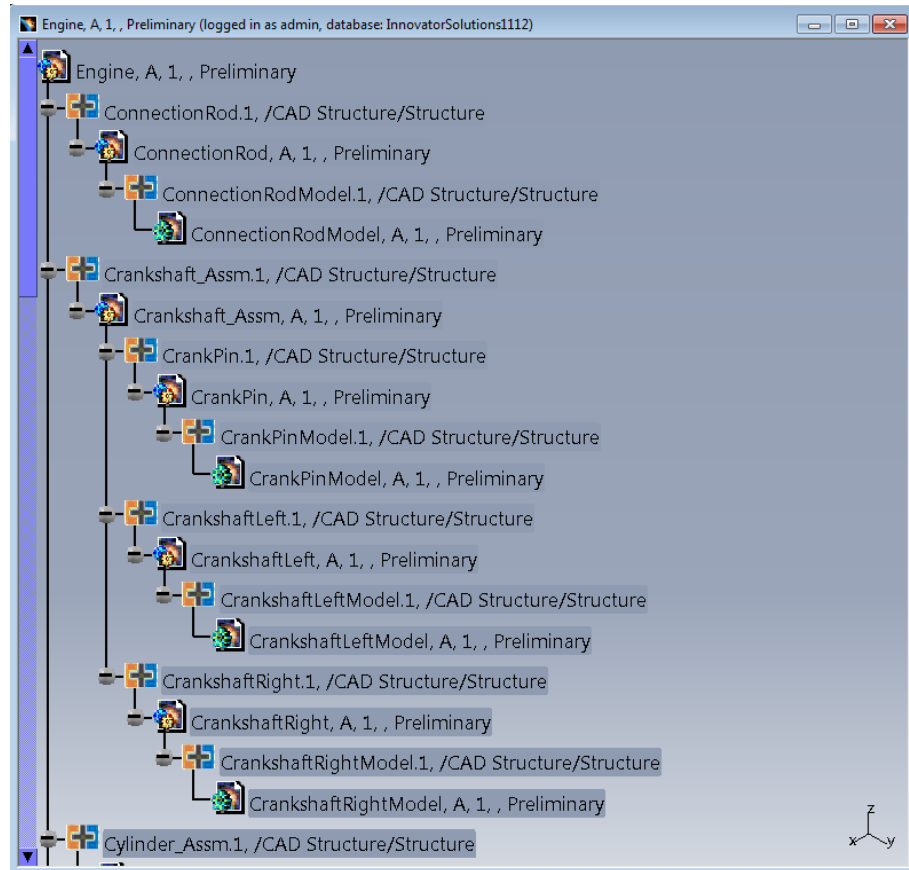 Engine, A, 1, , Preliminary (logged in as admin, database: InnovatorSolutions1112)
Engine, A, 1, , Preliminary
ConnectionRod.1, /CAD Structure/Structure
ConnectionRod, A, 1, , Preliminary
ConnectionRodModel.1, /CAD Structure/Structure
ConnectionRodModel, A, 1, , Preliminary
Crankshaft_Assm.1, /CAD Structure/Structure
Crankshaft_Assm, A, 1, , Preliminary
CrankPin.1, /CAD Structure/Structure
CrankPin, A, 1, , Preliminary
CrankPinModel.1, /CAD Structure/Structure
CrankPinModel, A, 1, , Preliminary
CrankshaftLeft.1, /CAD Structure/Structure
CrankshaftLeft, A, 1, , Preliminary
CrankshaftLeftModel.1, /CAD Structure/Structure
CrankshaftLeftModel, A, 1, , Preliminary
CrankshaftRight.1, /CAD Structure/Structure
CrankshaftRight, A, 1, , Preliminary
CrankshaftRightModel.1, /CAD Structure/Structure
CrankshaftRightModel, A, 1, , Preliminary
Cylinder_Assm.1, /CAD Structure/Structure
z
x y